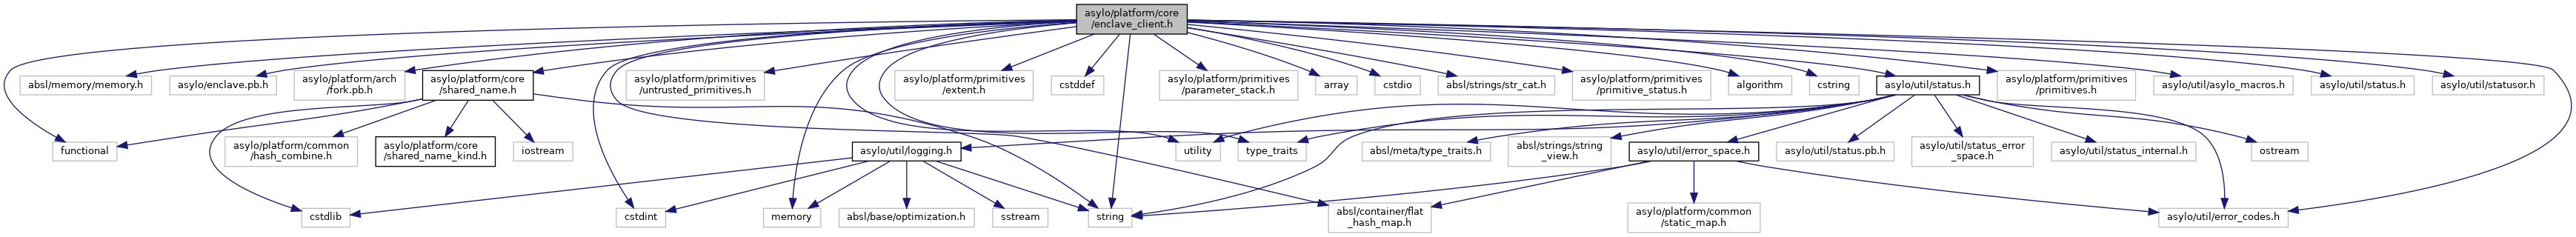 asylo/platform/core
/enclave_client.h
absl/memory/memory.h
asylo/enclave.pb.h
asylo/platform/arch
/fork.pb.h
asylo/platform/core
/shared_name.h
asylo/platform/primitives
/untrusted_primitives.h
asylo/platform/primitives
/extent.h
cstddef
asylo/platform/primitives
/parameter_stack.h
array
cstdio
absl/strings/str_cat.h
asylo/platform/primitives
/primitive_status.h
algorithm
cstring
asylo/util/status.h
asylo/platform/primitives
/primitives.h
asylo/util/asylo_macros.h
asylo/util/status.h
asylo/util/statusor.h
functional
asylo/platform/common
/hash_combine.h
asylo/platform/core
/shared_name_kind.h
iostream
asylo/util/logging.h
utility
type_traits
absl/meta/type_traits.h
absl/strings/string
_view.h
asylo/util/error_space.h
asylo/util/status.pb.h
asylo/util/status_error
_space.h
asylo/util/status_internal.h
ostream
cstdlib
cstdint
memory
absl/base/optimization.h
sstream
string
absl/container/flat
_hash_map.h
asylo/platform/common
/static_map.h
asylo/util/error_codes.h